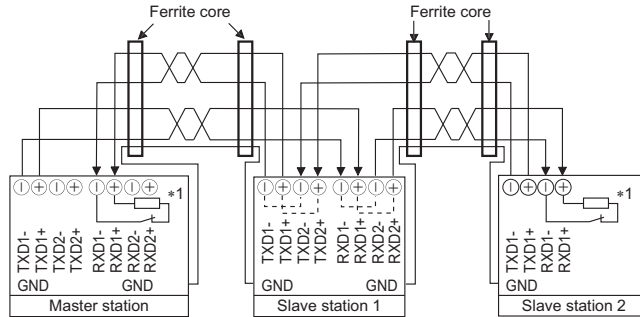 Ferrite core
Ferrite core
− + − + − + − +
*1
TXD1-
TXD1+
TXD2-
TXD2+
RXD1-
RXD1+
RXD2-
RXD2+
GND
GND
Master station
− + − + − + − +
TXD1-
TXD1+
TXD2-
TXD2+
RXD1-
RXD1+
RXD2-
RXD2+
GND
GND
Slave station 1
− + − +
*1
TXD1-
TXD1+
RXD1-
RXD1+
GND
Slave station 2